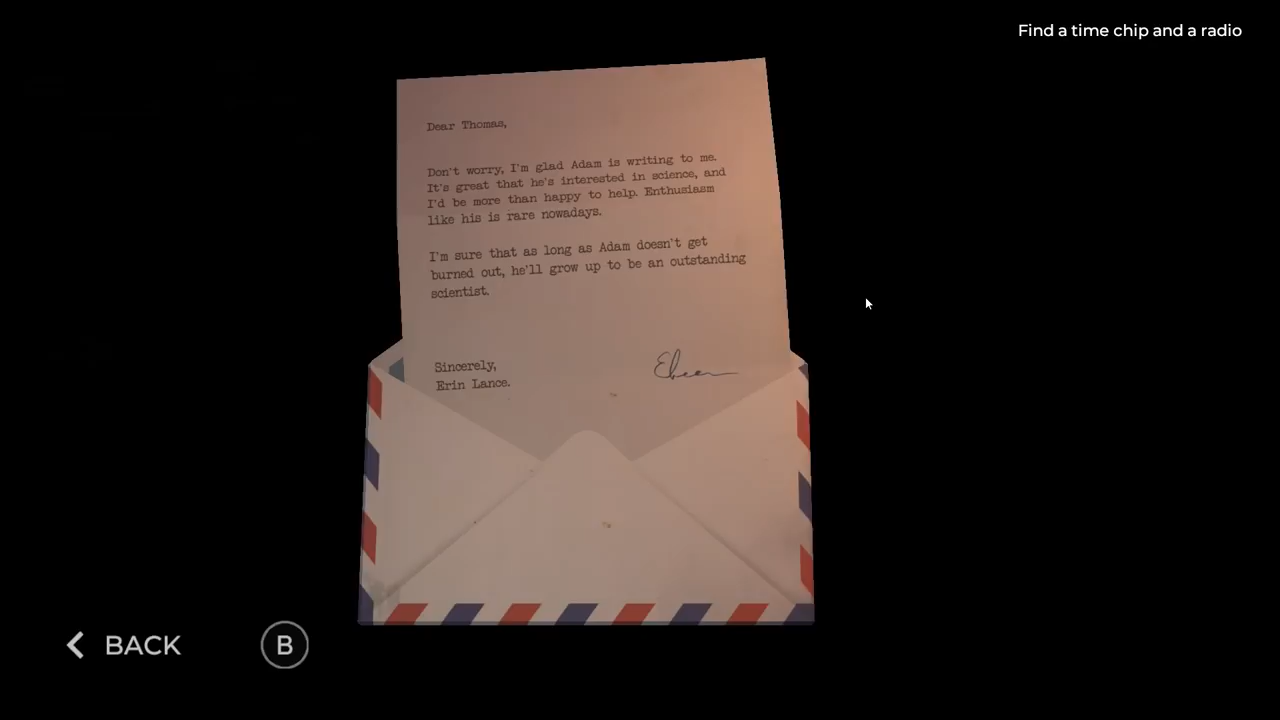 Find a time chip and a radio
Dear Thomas,
Don't worry, I'm glad Adam is writing to me.
It's great that he's interested in science, and
I'd be more than happy to help. Enthusiasm
like his is rare nowadays.
I'm sure that as long as Adam doesn't get
burned out, he'll grow up to be an outstanding
scientist.
Sincerely,
Erin Lance.
BACK
B